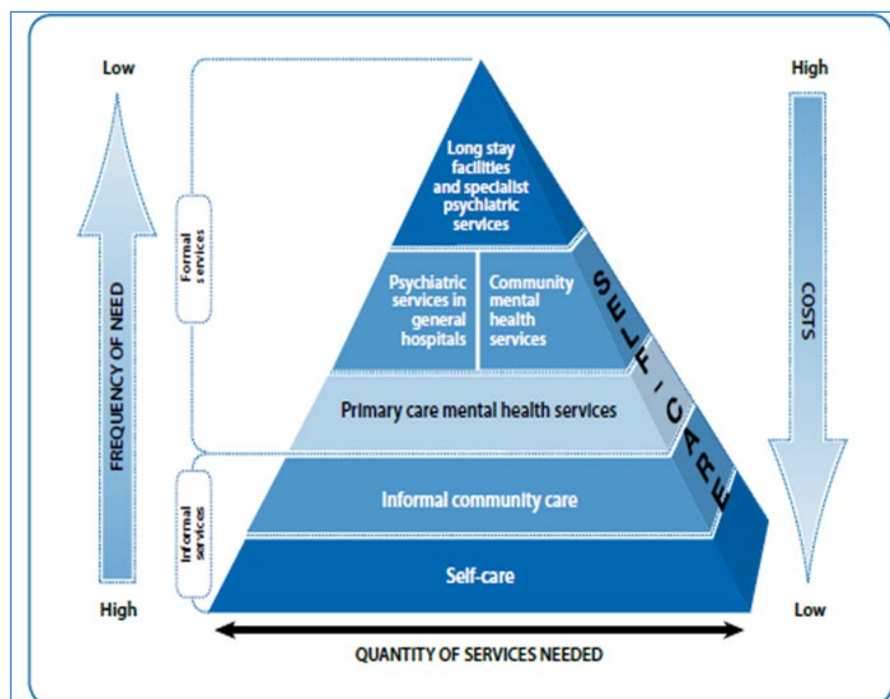 Low
High
Long stay
facilities
and specialist
psychiatric
services
Formal
services
Psychiatric
services in
general
hospitals
Community
mental
health
services
SELF-CARE
FREQUENCY OF NEED
COSTS
Primary care mental health services
Informal
services
Informal community care
Self-care
High
Low
QUANTITY OF SERVICES NEEDED